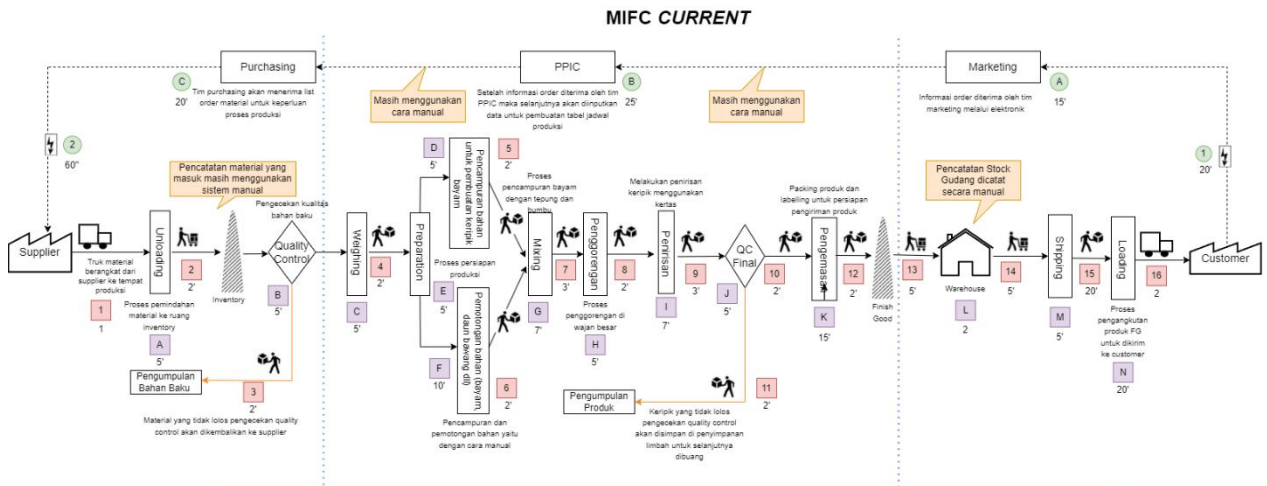 MIFC CURRENT
Purchasing
PPIC
Marketing
C
20'
Tim purchasing akan menerima list
order material untuk keperluan
proses produksi
Masih menggunakan
cara manual
Setelah informasi order diterima oleh tim
PPIC maka selanjutnya akan diinputkan
data untuk pembuatan tabel jadwal
produksi
B
25'
Masih menggunakan
cara manual
Informasi order diterima oleh tim
marketing melalui elektronik
A
15'
2
60"
1
20'
Pencatatan material yang
masuk masih menggunakan
sistem manual
Pengecekan kualitas
bahan baku
Supplier
Truk material
berangkat dari
supplier ke tempat
produksi
1
1
Unloading
Proses pemindahan
material ke ruang
inventory
A
5'
2
2'
Inventory
Quality
Control
B
5'
Pengumpulan
Bahan Baku
3
2'
Material yang tidak lolos pengecekan quality
control akan dikembalikan ke supplier
Weighing
C
5'
4
2'
Preparation
Proses persiapan
produksi
D
5'
Pencampuran bahan
untuk pembuatan keripik
bayam
5
2'
E
5'
F
10'
Pemotongan bahan (bayam,
daun bawang dll)
6
2'
Pencampuran dan
pemotongan bahan yaitu
dengan cara manual
Proses
pencampuran bayam
dengan tepung dan
bumbu
Mixing
G
7'
7
3'
Penggorengan
Proses
penggorengan di
wajan besar
H
5'
8
2'
Melakukan penirisan
keripik menggunakan
kertas
Penirisan
I
7'
9
3'
QC
Final
J
5'
10
2'
Pengumpulan
Produk
11
2'
Keripik yang tidak lolos
pengecekan quality control
akan disimpan di penyimpanan
limbah untuk selanjutnya
dibuang
Packing produk dan
labelling untuk persiapan
pengiriman produk
Pengemasan
K
15'
12
2'
Finish
Good
13
5'
Pencatatan Stock
Gudang dicatat
secara manual
Warehouse
L
2
14
5'
Shipping
M
5'
15
20'
Loading
Proses
pengangkutan
produk FG
untuk dikirim
ke customer
N
20'
16
2
Customer